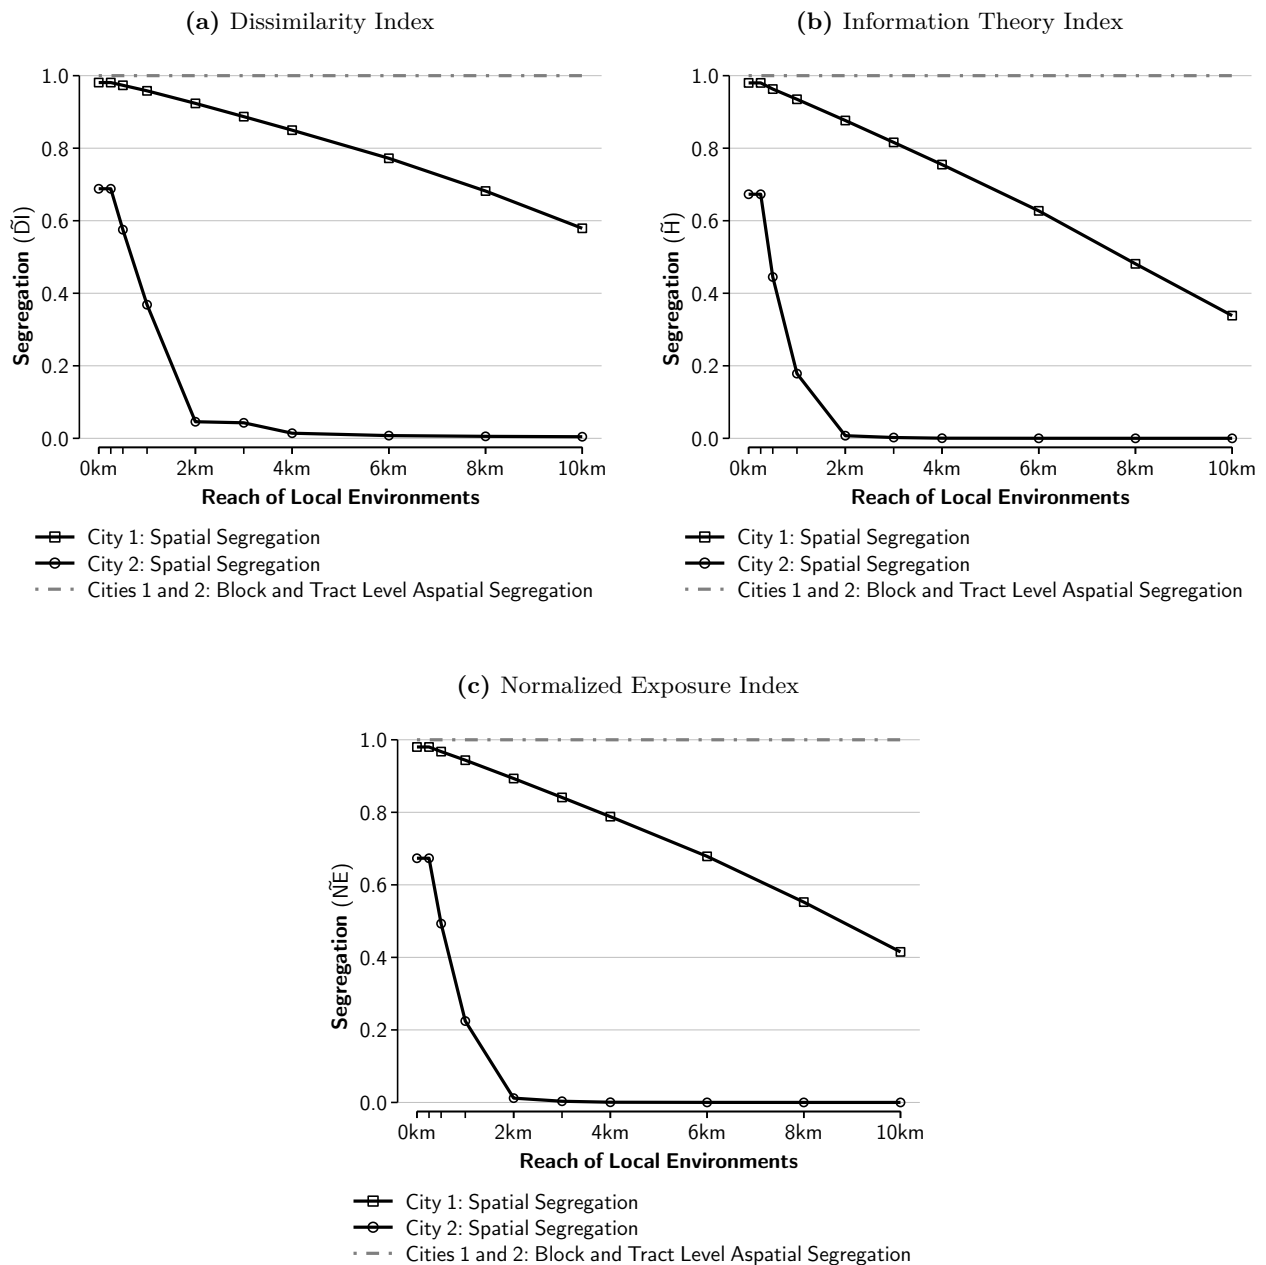 (a) Dissimilarity Index
1.0
0.8
0.6
0.4
0.2
0.0
Segregation (D̃I)
0km 2km 4km 6km 8km 10km
Reach of Local Environments
City 1: Spatial Segregation
City 2: Spatial Segregation
Cities 1 and 2: Block and Tract Level Aspatial Segregation
(b) Information Theory Index
1.0
0.8
0.6
0.4
0.2
0.0
Segregation (H̃)
0km 2km 4km 6km 8km 10km
Reach of Local Environments
City 1: Spatial Segregation
City 2: Spatial Segregation
Cities 1 and 2: Block and Tract Level Aspatial Segregation
(c) Normalized Exposure Index
1.0
0.8
0.6
0.4
0.2
0.0
Segregation (ÑE)
0km 2km 4km 6km 8km 10km
Reach of Local Environments
City 1: Spatial Segregation
City 2: Spatial Segregation
Cities 1 and 2: Block and Tract Level Aspatial Segregation